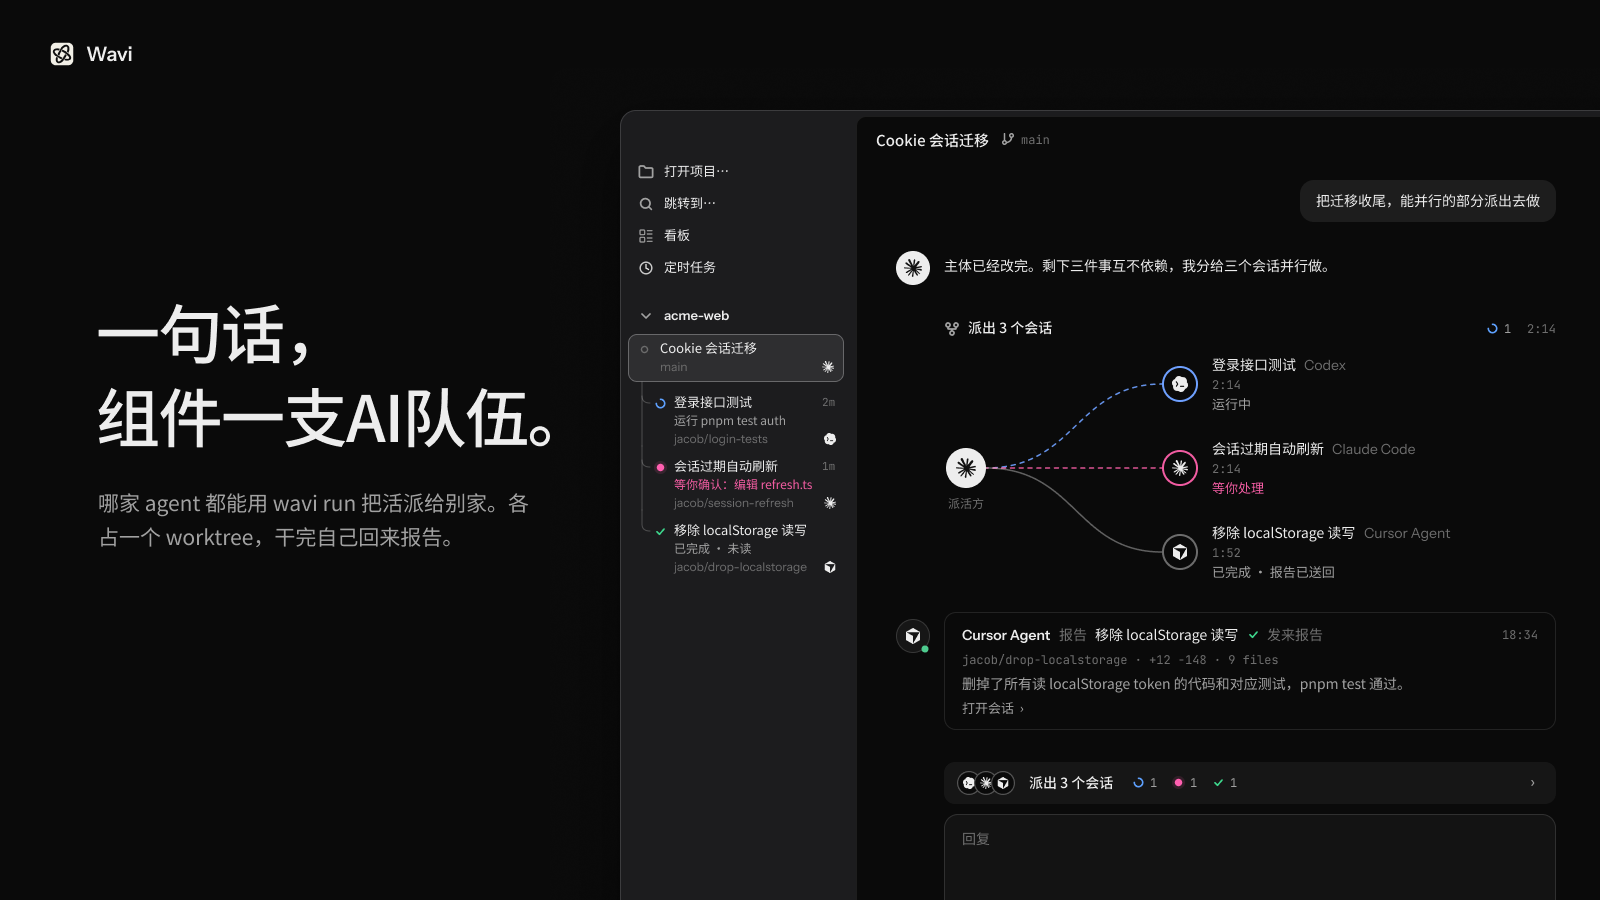 Wavi
一句话，
组件一支AI队伍。
哪家 agent 都能用 wavi run 把活派给别家。各
占一个 worktree，干完自己回来报告。
打开项目…
跳转到…
看板
定时任务
acme-web
Cookie 会话迁移
main
登录接口测试 2m
运行 pnpm test auth
jacob/login-tests
会话过期自动刷新 1m
等你确认：编辑 refresh.ts
jacob/session-refresh
移除 localStorage 读写
已完成 · 未读
jacob/drop-localstorage
Cookie 会话迁移 main
把迁移收尾，能并行的部分派出去做
主体已经改完。剩下三件事互不依赖，我分给三个会话并行做。
派出 3 个会话 1 2:14
派活方
登录接口测试 Codex
2:14
运行中
会话过期自动刷新 Claude Code
2:14
等你处理
移除 localStorage 读写 Cursor Agent
1:52
已完成 · 报告已送回
Cursor Agent 报告 移除 localStorage 读写 ✓ 发来报告 18:34
jacob/drop-localstorage · +12 -148 · 9 files
删掉了所有读 localStorage token 的代码和对应测试，pnpm test 通过。
打开会话 ›
派出 3 个会话 1 1 1 ›
回复